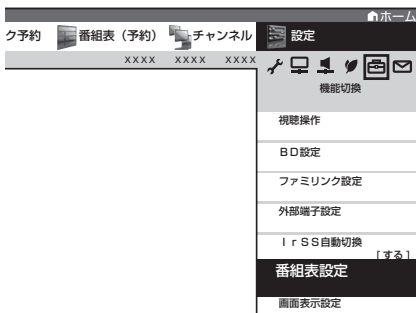 ホーム
ク予約 番組表（予約） チャンネル 設定
xxxx xxxx xxxx
機能切換
視聴操作
ＢＤ設定
ファミリンク設定
外部端子設定
ＩｒＳＳ自動切換
［する］
番組表設定
画面表示設定